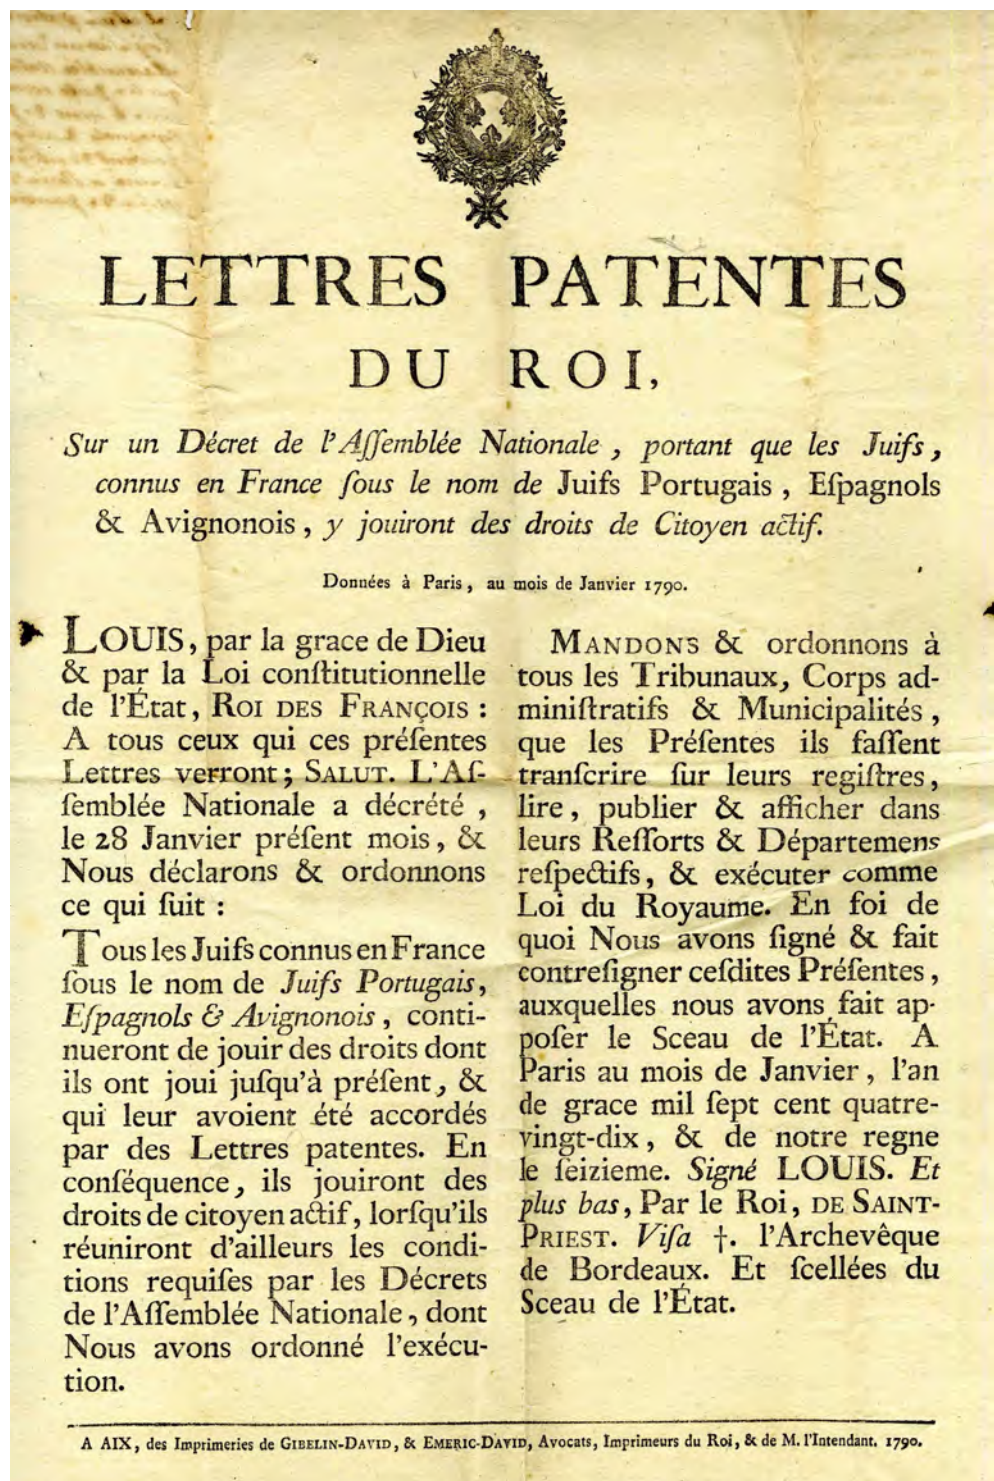 LETTRES PATENTES
DU ROI,
Sur un Décret de l'Aſſemblée Nationale, portant que les Juifs,
connus en France ſous le nom de Juifs Portugais, Eſpagnols
& Avignonois, y jouiront des droits de Citoyen actif.
Données à Paris, au mois de Janvier 1790.
LOUIS, par la grace de Dieu
& par la Loi conſtitutionnelle
de l'État, ROI DES FRANÇOIS :
A tous ceux qui ces préſentes
Lettres verront ; SALUT. L'Aſ-
ſemblée Nationale a décrété ,
le 28 Janvier préſent mois, &
Nous déclarons & ordonnons
ce qui ſuit :
Tous les Juifs connus en France
ſous le nom de Juifs Portugais,
Eſpagnols & Avignonois, conti-
nueront de jouir des droits dont
ils ont joui juſqu'à préſent, &
qui leur avoient été accordés
par des Lettres patentes. En
conſéquence, ils jouiront des
droits de citoyen actif, lorſqu'ils
réuniront d'ailleurs les condi-
tions requiſes par les Décrets
de l'Aſſemblée Nationale, dont
Nous avons ordonné l'exécu-
tion.
MANDONS & ordonnons à
tous les Tribunaux, Corps ad-
miniſtratifs & Municipalités,
que les Préſentes ils faſſent
tranſcrire ſur leurs regiſtres,
lire, publier & afficher dans
leurs Reſſorts & Départemens
reſpectifs, & exécuter comme
Loi du Royaume. En foi de
quoi Nous avons ſigné & fait
contreſigner ceſdites Préſentes,
auxquelles nous avons fait ap-
poſer le Sceau de l'État. A
Paris au mois de Janvier, l'an
de grace mil ſept cent quatre-
vingt-dix, & de notre regne
le ſeizieme. Signé LOUIS. Et
plus bas, Par le Roi, DE SAINT-
PRIEST. Viſa †. l'Archevêque
de Bordeaux. Et ſcellées du
Sceau de l'État.
A AIX, des Imprimeries de GIBELIN-DAVID, & EMERIC-DAVID, Avocats, Imprimeurs du Roi, & de M. l'Intendant. 1790.